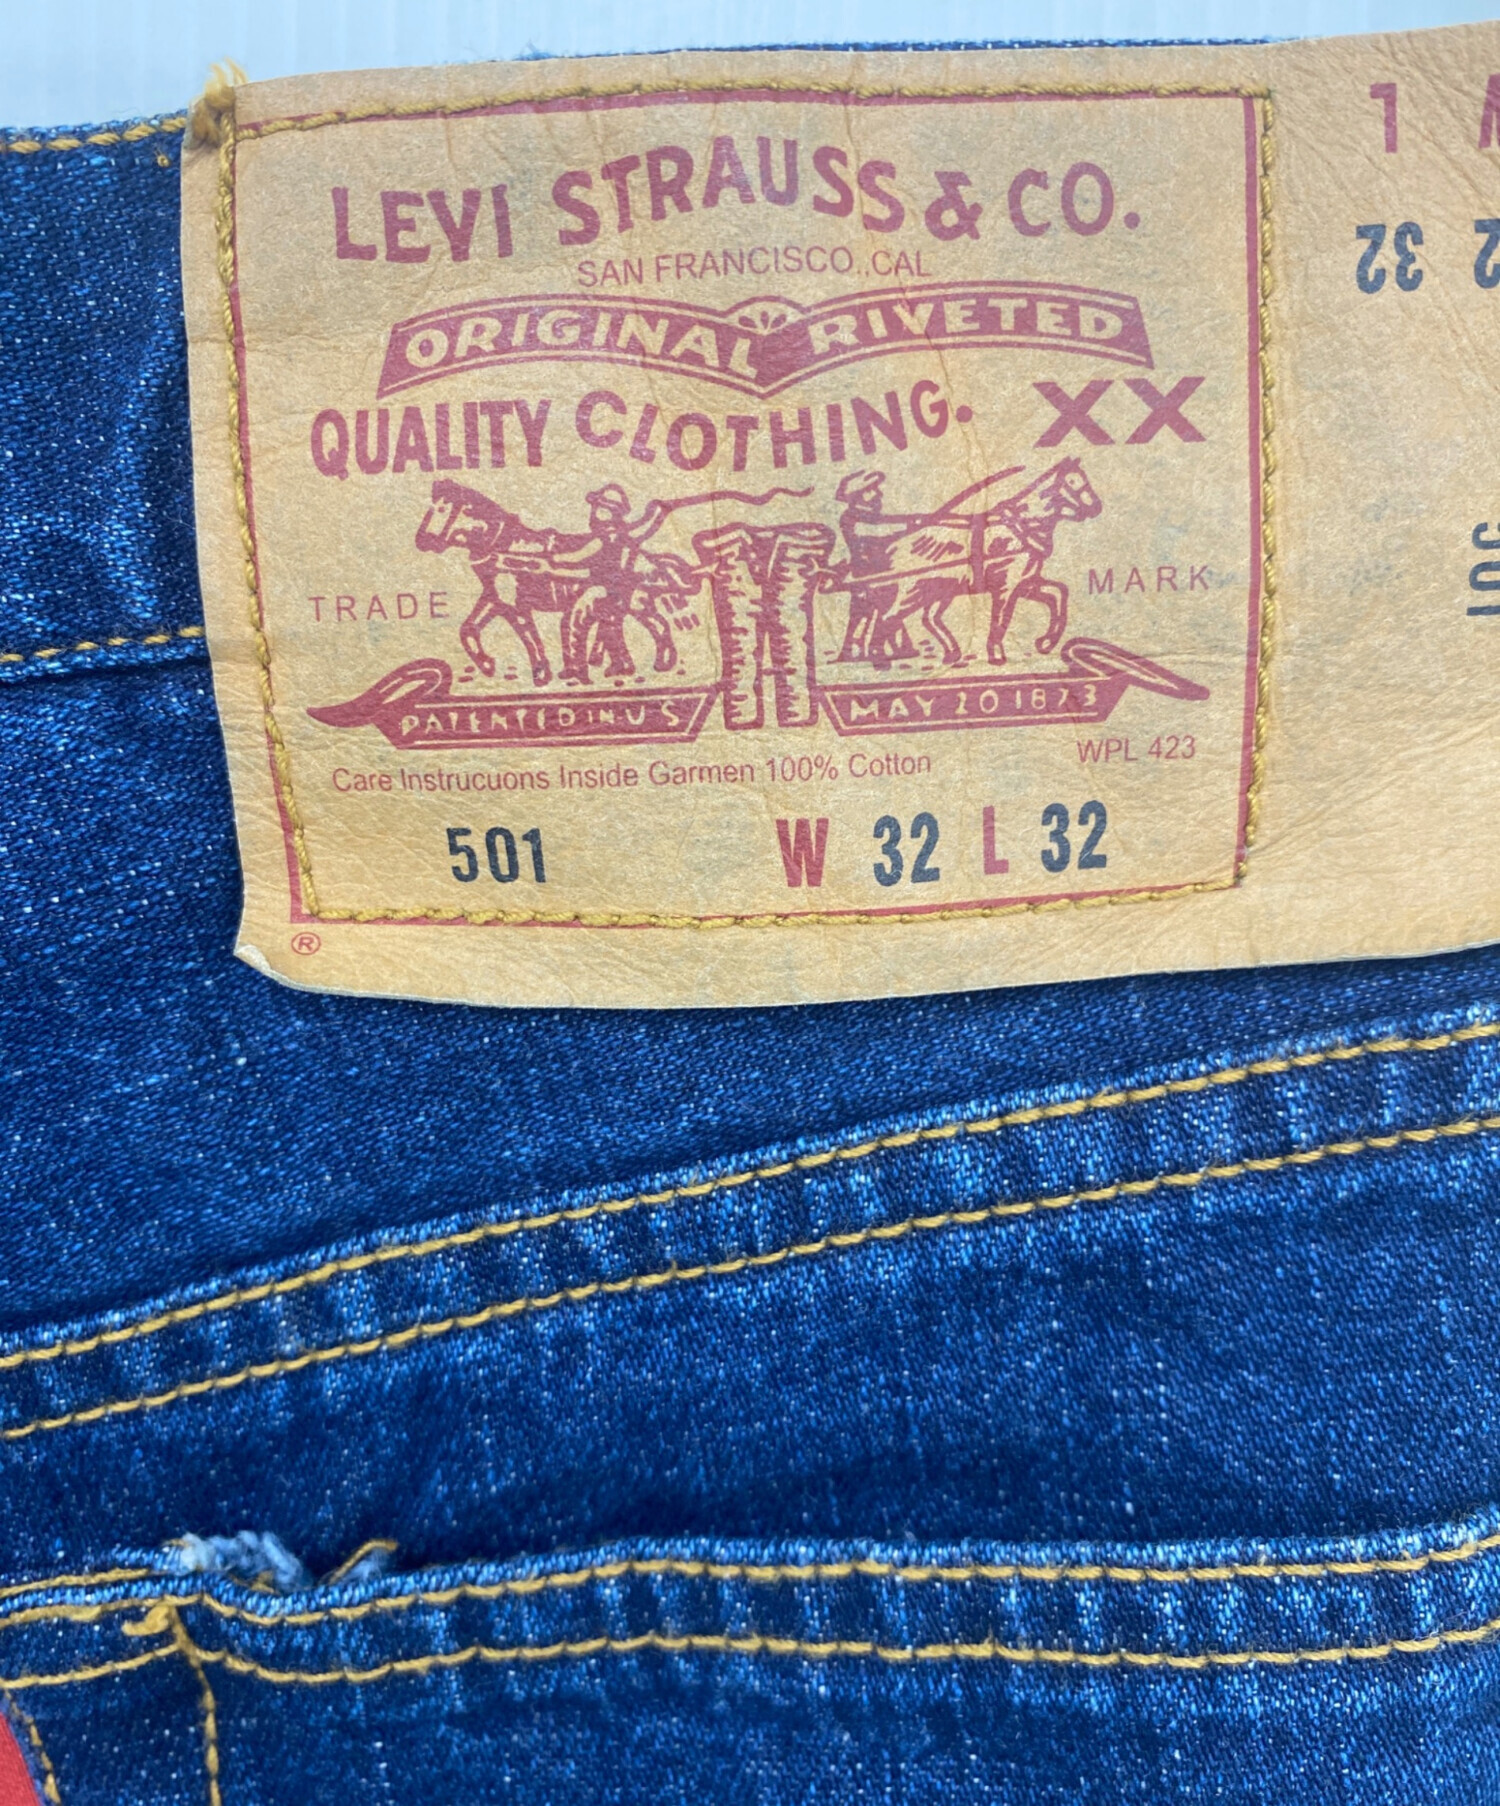 LEVI STRAUSS & CO.
SAN FRANCISCO,.CAL
ORIGINAL RIVETED
QUALITY CLOTHING. XX
TRADE MARK
PATENTED IN U S MAY 20 1873
Care Instrucuons Inside Garmen 100% Cotton WPL 423
501 W 32 L 32
®
L
32
501